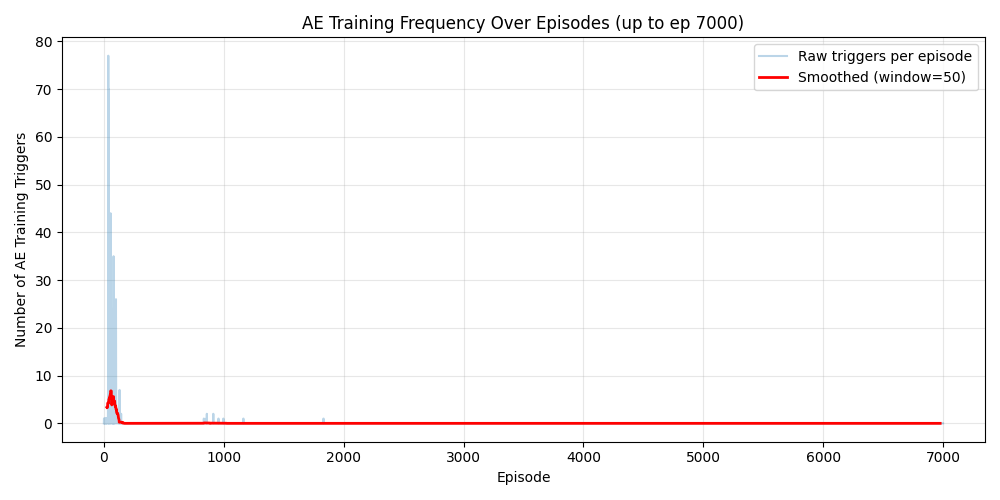 AE Training Frequency Over Episodes (up to ep 7000)
Raw triggers per episode
Smoothed (window=50)
Number of AE Training Triggers
80
70
60
50
40
30
20
10
0
0 1000 2000 3000 4000 5000 6000 7000
Episode